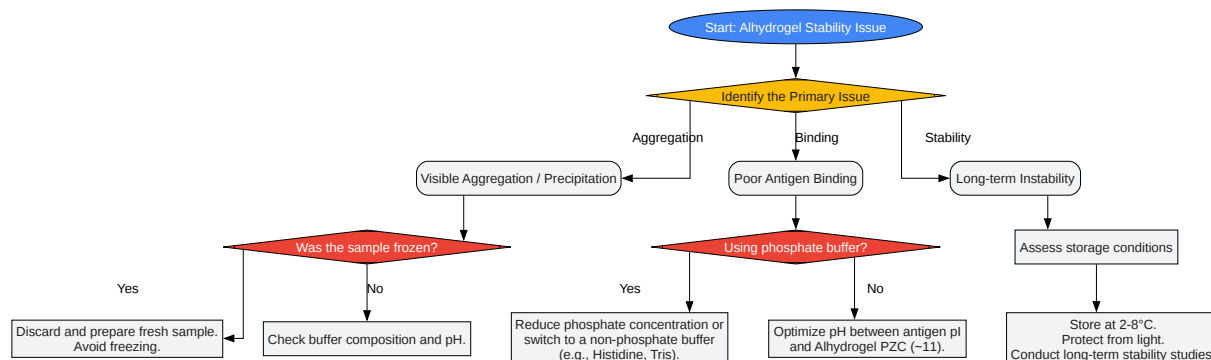 Start: Alhydrogel Stability Issue
Identify the Primary Issue
Aggregation
Binding
Stability
Visible Aggregation / Precipitation
Poor Antigen Binding
Long-term Instability
Was the sample frozen?
Using phosphate buffer?
Assess storage conditions
Yes
No
Yes
No
Discard and prepare fresh sample.
Avoid freezing.
Check buffer composition and pH.
Reduce phosphate concentration or
switch to a non-phosphate buffer
(e.g., Histidine, Tris).
Optimize pH between antigen pI
and Alhydrogel PZC (~11).
Store at 2-8°C.
Protect from light.
Conduct long-term stability studies.